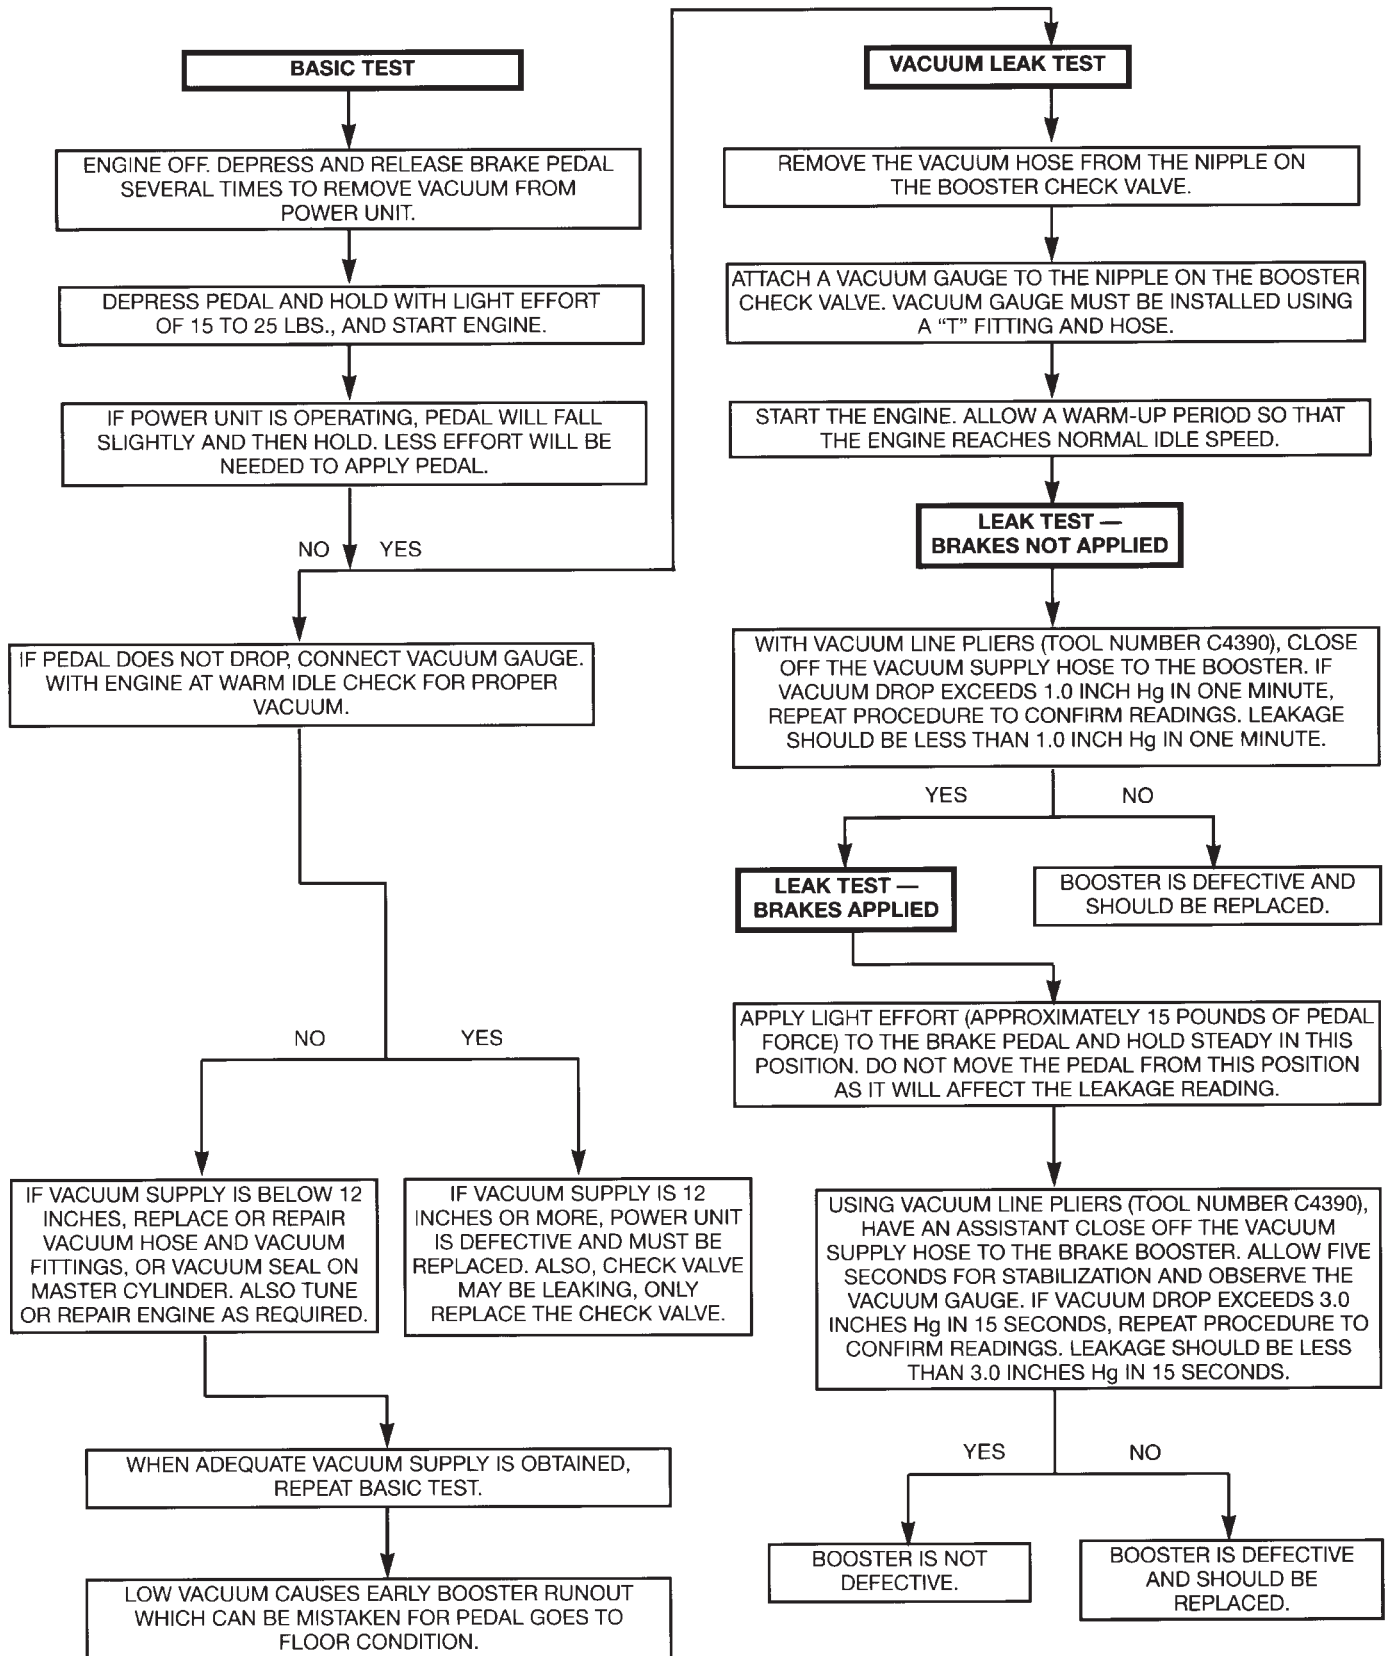 BASIC TEST
ENGINE OFF. DEPRESS AND RELEASE BRAKE PEDAL
SEVERAL TIMES TO REMOVE VACUUM FROM
POWER UNIT.
DEPRESS PEDAL AND HOLD WITH LIGHT EFFORT
OF 15 TO 25 LBS., AND START ENGINE.
IF POWER UNIT IS OPERATING, PEDAL WILL FALL
SLIGHTLY AND THEN HOLD. LESS EFFORT WILL BE
NEEDED TO APPLY PEDAL.
NO YES
IF PEDAL DOES NOT DROP, CONNECT VACUUM GAUGE.
WITH ENGINE AT WARM IDLE CHECK FOR PROPER
VACUUM.
NO YES
IF VACUUM SUPPLY IS BELOW 12
INCHES, REPLACE OR REPAIR
VACUUM HOSE AND VACUUM
FITTINGS, OR VACUUM SEAL ON
MASTER CYLINDER. ALSO TUNE
OR REPAIR ENGINE AS REQUIRED.
IF VACUUM SUPPLY IS 12
INCHES OR MORE, POWER UNIT
IS DEFECTIVE AND MUST BE
REPLACED. ALSO, CHECK VALVE
MAY BE LEAKING, ONLY
REPLACE THE CHECK VALVE.
WHEN ADEQUATE VACUUM SUPPLY IS OBTAINED,
REPEAT BASIC TEST.
LOW VACUUM CAUSES EARLY BOOSTER RUNOUT
WHICH CAN BE MISTAKEN FOR PEDAL GOES TO
FLOOR CONDITION.
VACUUM LEAK TEST
REMOVE THE VACUUM HOSE FROM THE NIPPLE ON
THE BOOSTER CHECK VALVE.
ATTACH A VACUUM GAUGE TO THE NIPPLE ON THE BOOSTER
CHECK VALVE. VACUUM GAUGE MUST BE INSTALLED USING
A “T” FITTING AND HOSE.
START THE ENGINE. ALLOW A WARM-UP PERIOD SO THAT
THE ENGINE REACHES NORMAL IDLE SPEED.
LEAK TEST —
BRAKES NOT APPLIED
WITH VACUUM LINE PLIERS (TOOL NUMBER C4390), CLOSE
OFF THE VACUUM SUPPLY HOSE TO THE BOOSTER. IF
VACUUM DROP EXCEEDS 1.0 INCH Hg IN ONE MINUTE,
REPEAT PROCEDURE TO CONFIRM READINGS. LEAKAGE
SHOULD BE LESS THAN 1.0 INCH Hg IN ONE MINUTE.
YES NO
LEAK TEST —
BRAKES APPLIED
BOOSTER IS DEFECTIVE AND
SHOULD BE REPLACED.
APPLY LIGHT EFFORT (APPROXIMATELY 15 POUNDS OF PEDAL
FORCE) TO THE BRAKE PEDAL AND HOLD STEADY IN THIS
POSITION. DO NOT MOVE THE PEDAL FROM THIS POSITION
AS IT WILL AFFECT THE LEAKAGE READING.
USING VACUUM LINE PLIERS (TOOL NUMBER C4390),
HAVE AN ASSISTANT CLOSE OFF THE VACUUM
SUPPLY HOSE TO THE BRAKE BOOSTER. ALLOW FIVE
SECONDS FOR STABILIZATION AND OBSERVE THE
VACUUM GAUGE. IF VACUUM DROP EXCEEDS 3.0
INCHES Hg IN 15 SECONDS, REPEAT PROCEDURE TO
CONFIRM READINGS. LEAKAGE SHOULD BE LESS
THAN 3.0 INCHES Hg IN 15 SECONDS.
YES NO
BOOSTER IS NOT
DEFECTIVE.
BOOSTER IS DEFECTIVE
AND SHOULD BE
REPLACED.